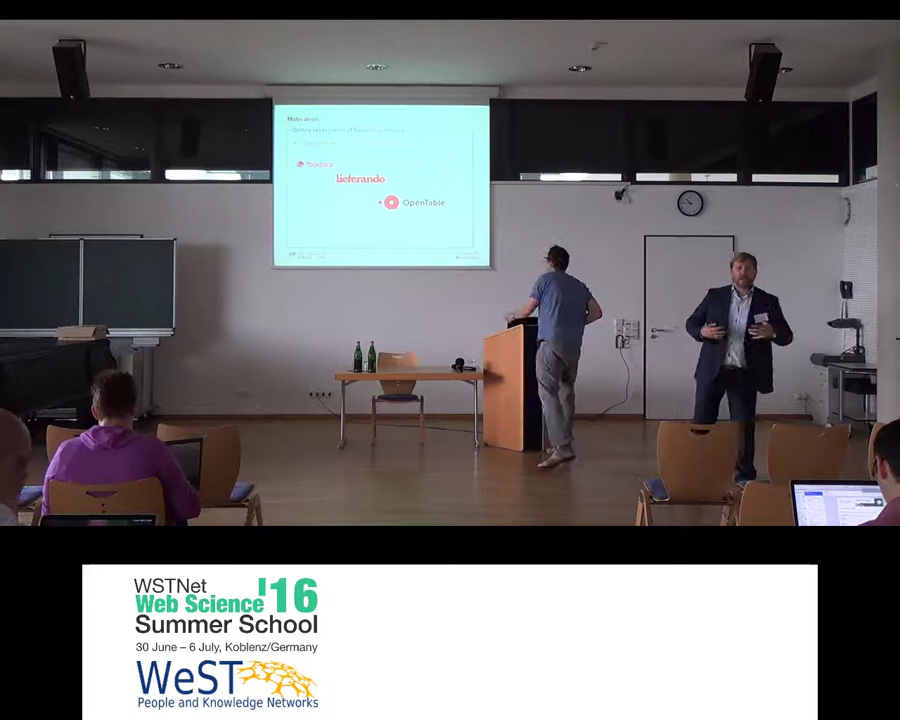 Motivation
foodora
lieferando
OpenTable
WSTNet
Web Science '16
Summer School
30 June – 6 July, Koblenz/Germany
WeST
People and Knowledge Networks